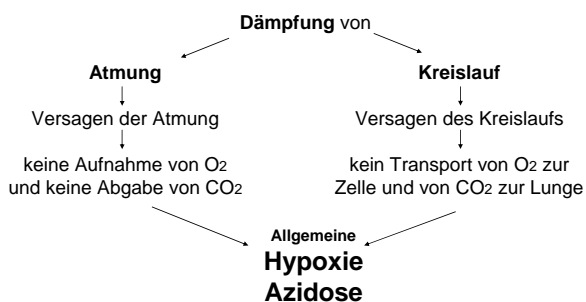 Dämpfung von
Atmung
Versagen der Atmung
keine Aufnahme von O2
und keine Abgabe von CO2
Kreislauf
Versagen des Kreislaufs
kein Transport von O2 zur
Zelle und von CO2 zur Lunge
Allgemeine
Hypoxie
Azidose